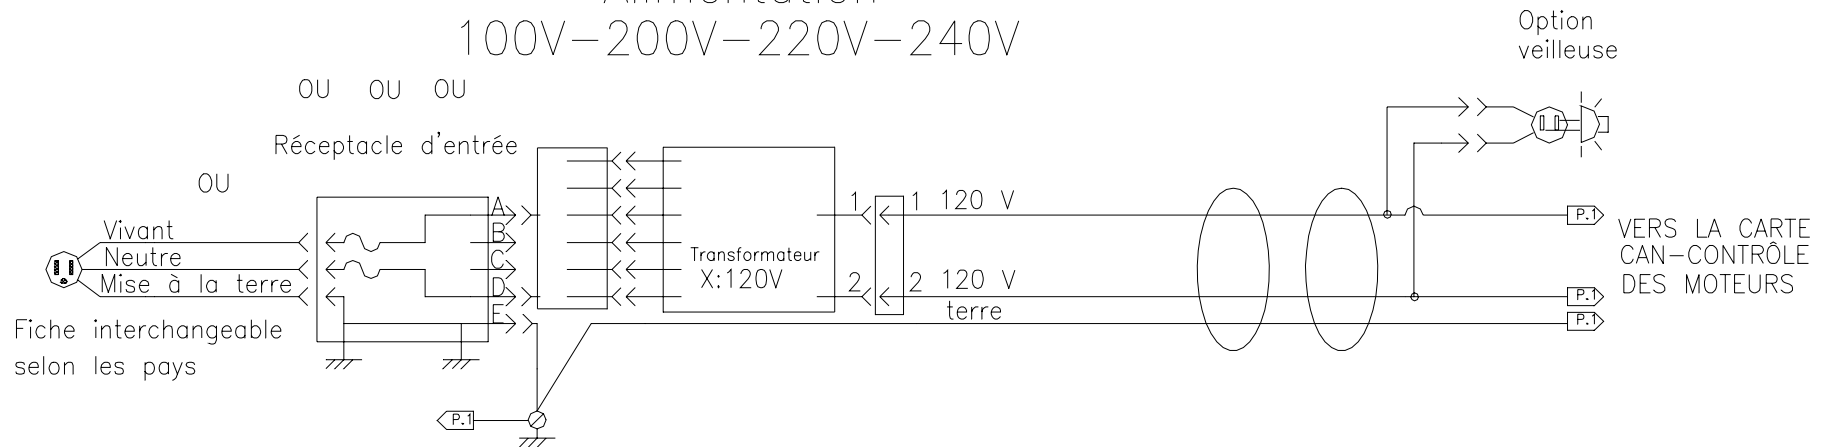 Alimentation
100V-200V-220V-240V
Option
veilleuse
OU OU OU
Réceptacle d'entrée
OU
Vivant
Neutre
Mise à la terre
Fiche interchangeable
selon les pays
A
B
C
D
E
Transformateur
X:120V
1 1 120 V
2 2 120 V
terre
P.1
P.1
P.1
VERS LA CARTE
CAN-CONTRÔLE
DES MOTEURS
P.1